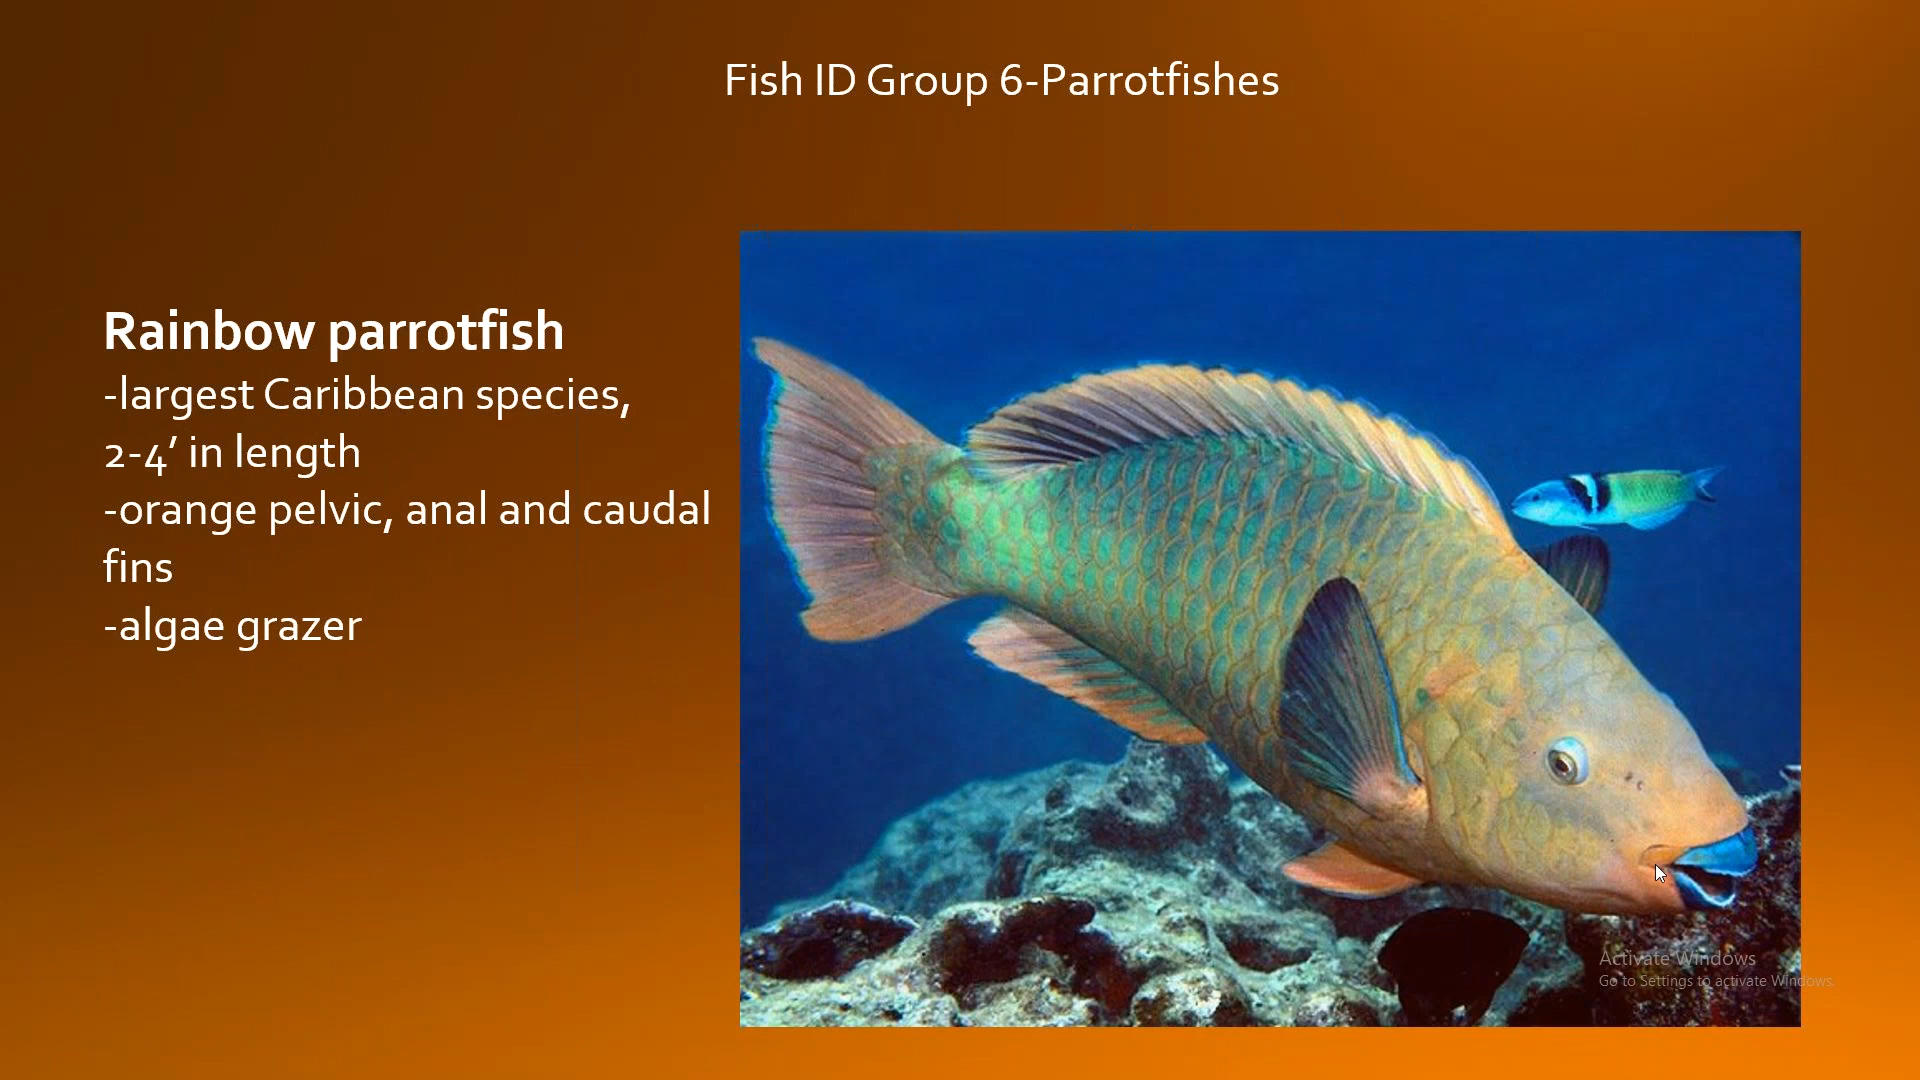 Fish ID Group 6-Parrotfishes
Rainbow parrotfish
-largest Caribbean species,
2-4’ in length
-orange pelvic, anal and caudal
fins
-algae grazer
Activate Windows
Go to Settings to activate Windows.